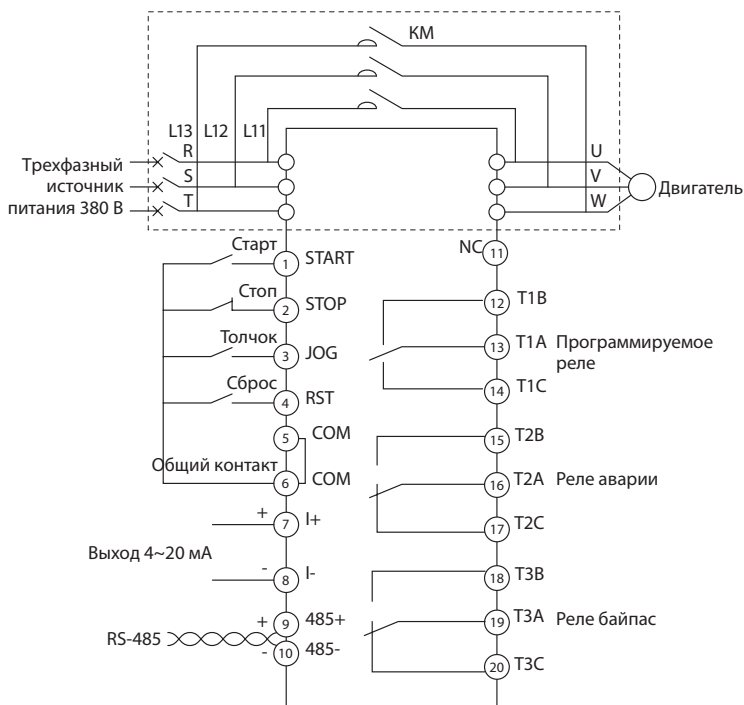 KM
L13 L12 L11
R
S
T
Трехфазный
источник
питания 380 В
U
V
W
Двигатель
Старт
1 START
Стоп
2 STOP
Толчок
3 JOG
Сброс
4 RST
5 COM
Общий контакт
6 COM
+ 7 I+
Выход 4~20 мА
- 8 I-
+ 9 485+
RS-485
- 10 485-
NC 11
12 T1B
13 T1A Программируемое
реле
14 T1C
15 T2B
16 T2A Реле аварии
17 T2C
18 T3B
19 T3A Реле байпас
20 T3C